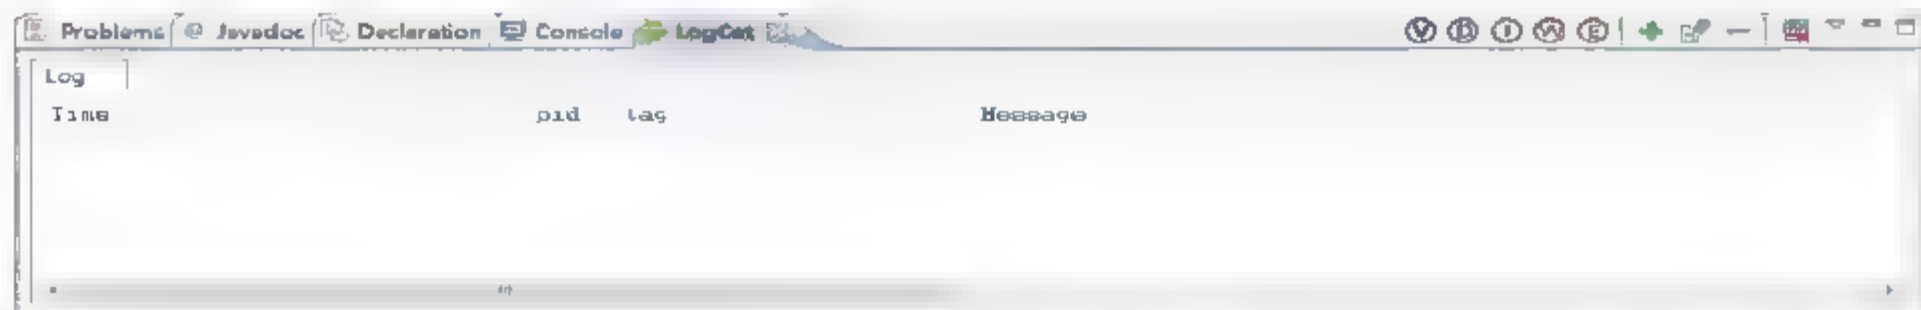 Problems @ Javadoc Declaration Console LogCat V D I W E
Log
Time pid tag Message